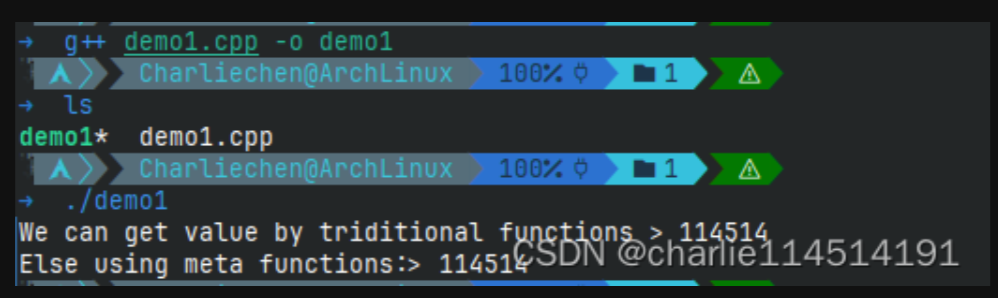 → g++ demo1.cpp -o demo1
Charliechen@ArchLinux 100% 1
→ ls
demo1* demo1.cpp
Charliechen@ArchLinux 100% 1
→ ./demo1
We can get value by triditional functions > 114514
Else using meta functions:> 114514
CSDN @charlie114514191